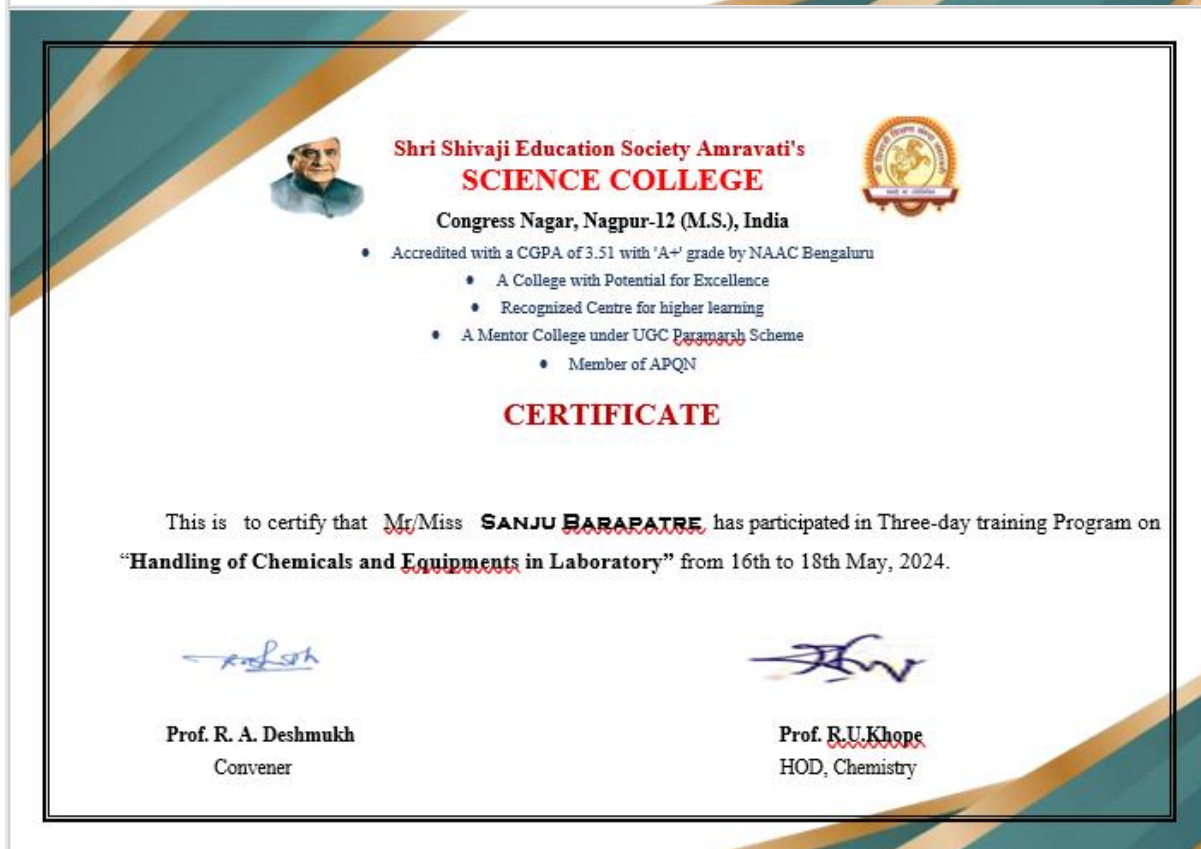 Shri Shivaji Education Society Amravati's
SCIENCE COLLEGE
Congress Nagar, Nagpur-12 (M.S.), India
● Accredited with a CGPA of 3.51 with 'A+' grade by NAAC Bengaluru
● A College with Potential for Excellence
● Recognized Centre for higher learning
● A Mentor College under UGC Paramarsh Scheme
● Member of APQN
CERTIFICATE
This is to certify that Mr/Miss SANJU BARAPATRE has participated in Three-day training Program on
“Handling of Chemicals and Equipments in Laboratory” from 16th to 18th May, 2024.
Prof. R. A. Deshmukh
Convener
Prof. R.U.Khope
HOD, Chemistry